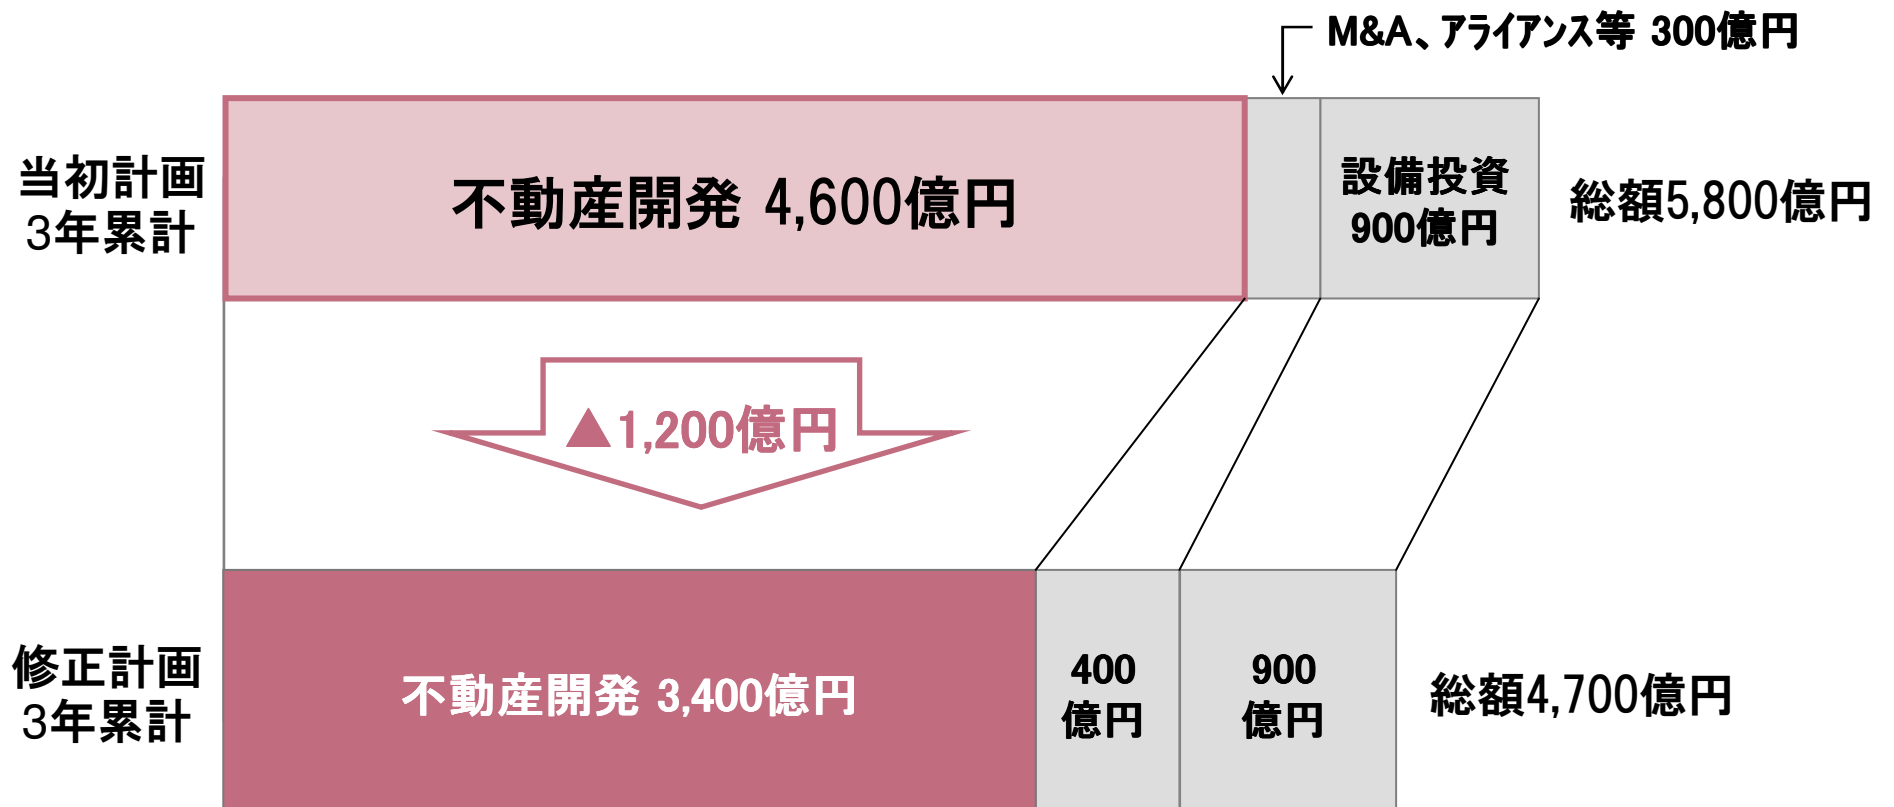 M&A、アライアンス等 300億円
当初計画
3年累計
不動産開発 4,600億円
設備投資
900億円
総額5,800億円
▲1,200億円
修正計画
3年累計
不動産開発 3,400億円
400
億円
900
億円
総額4,700億円